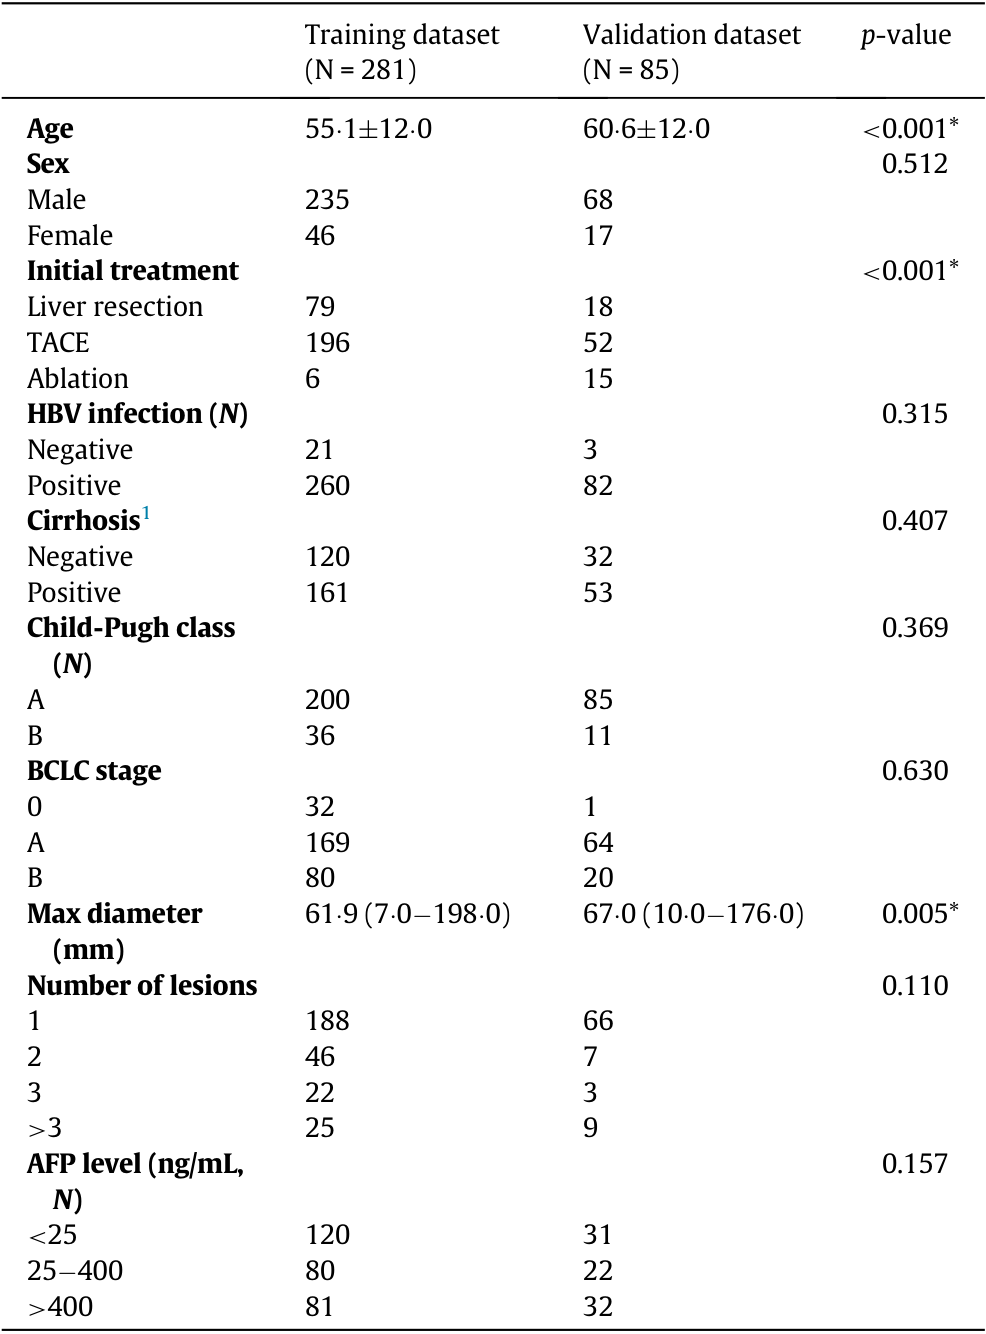 Training dataset Validation dataset p-value
(N = 281) (N = 85)
Age 55·1±12·0 60·6±12·0 <0.001*
Sex 0.512
Male 235 68
Female 46 17
Initial treatment <0.001*
Liver resection 79 18
TACE 196 52
Ablation 6 15
HBV infection (N) 0.315
Negative 21 3
Positive 260 82
Cirrhosis1 0.407
Negative 120 32
Positive 161 53
Child-Pugh class 0.369
(N)
A 200 85
B 36 11
BCLC stage 0.630
0 32 1
A 169 64
B 80 20
Max diameter 61·9 (7·0−198·0) 67·0 (10·0−176·0) 0.005*
(mm)
Number of lesions 0.110
1 188 66
2 46 7
3 22 3
>3 25 9
AFP level (ng/mL, 0.157
N)
<25 120 31
25−400 80 22
>400 81 32